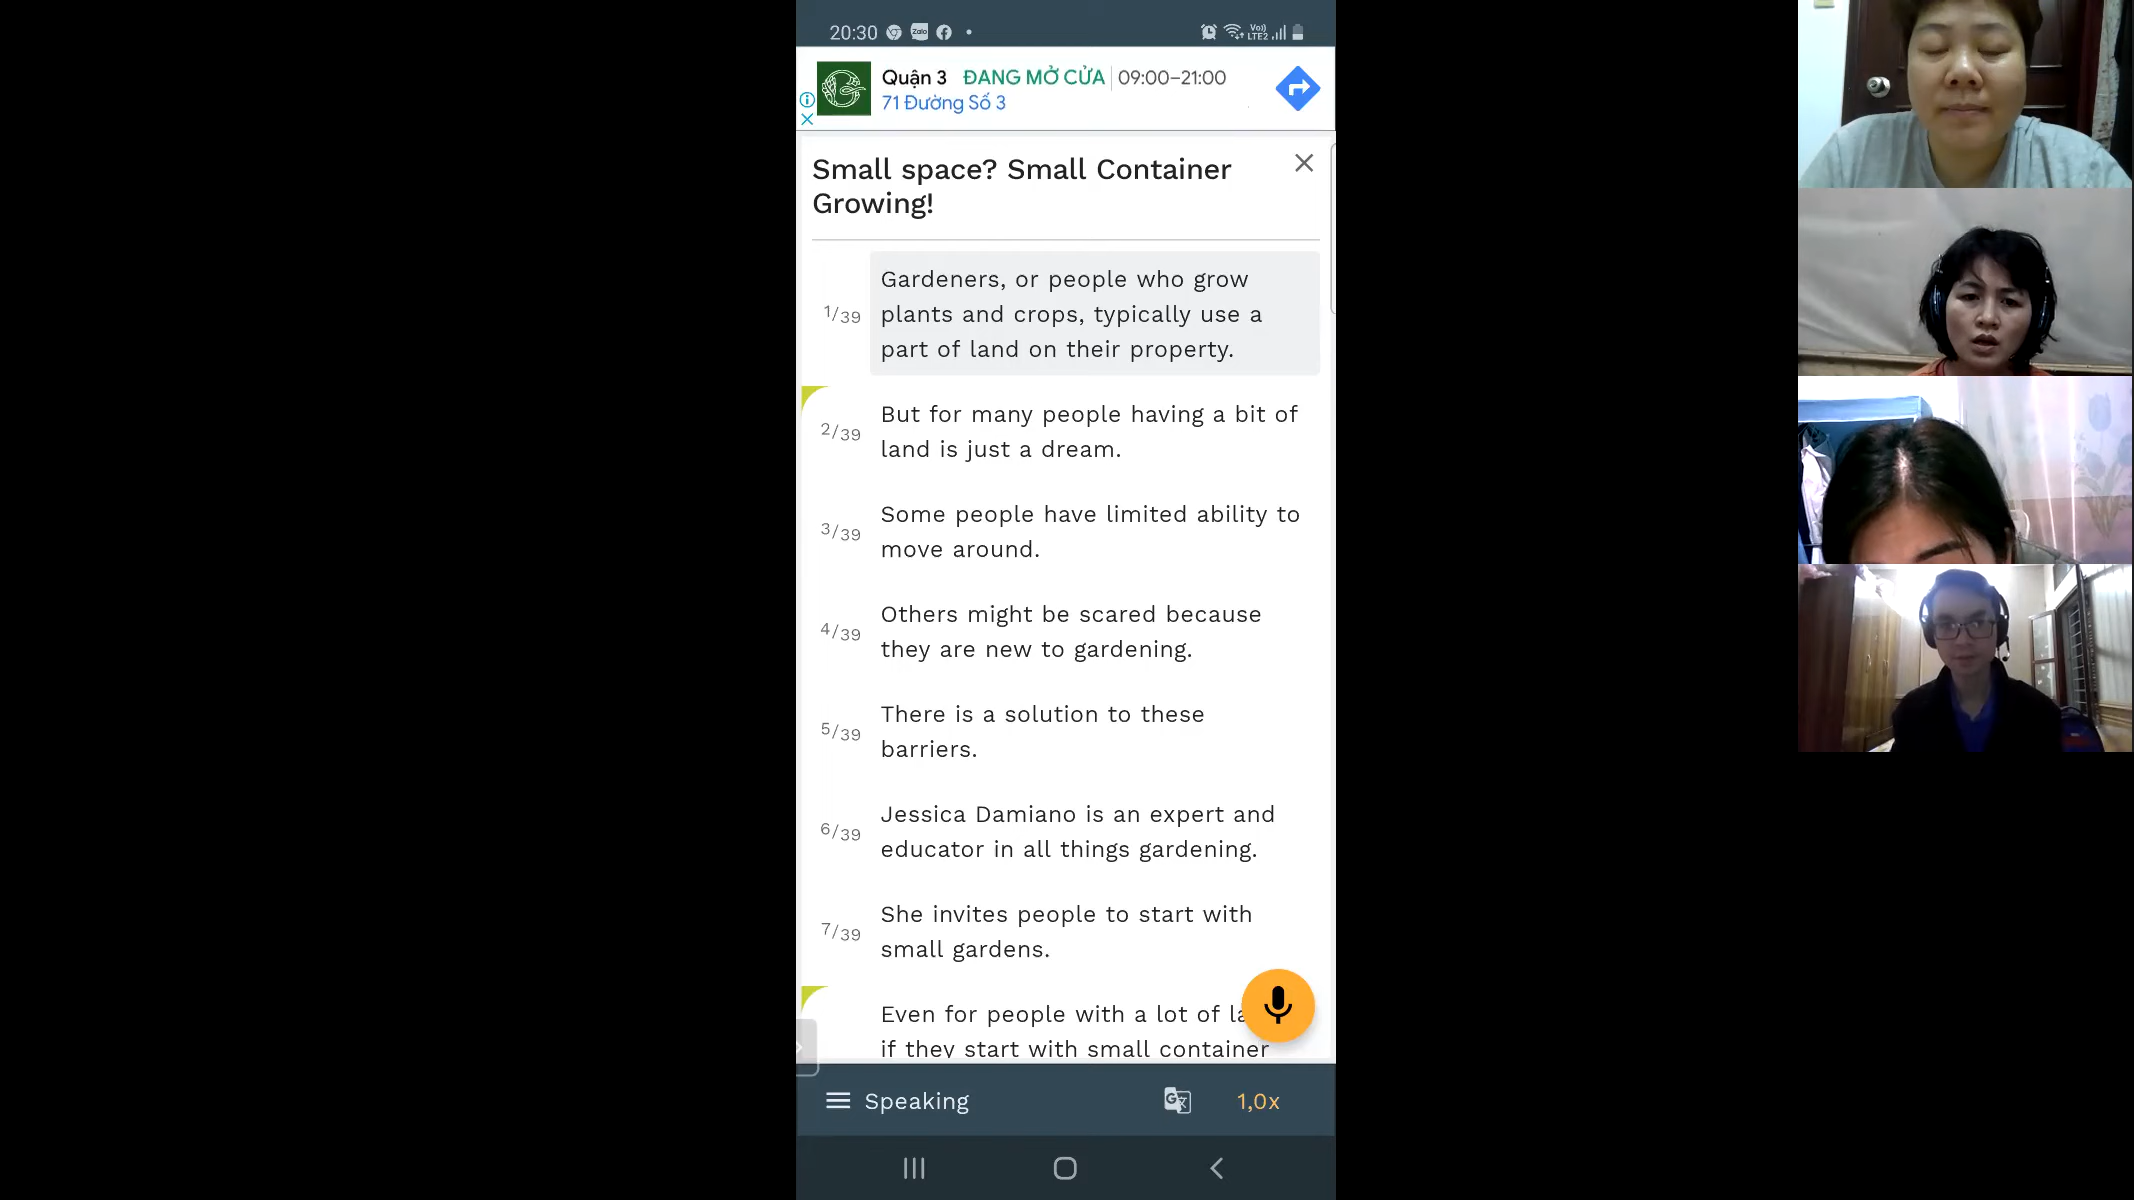 20:30
Zalo
Vo))
LTE2
Quận 3 ĐANG MỞ CỬA 09:00–21:00
71 Đường Số 3
Small space? Small Container
Growing!
1/39
Gardeners, or people who grow
plants and crops, typically use a
part of land on their property.
2/39
But for many people having a bit of
land is just a dream.
3/39
Some people have limited ability to
move around.
4/39
Others might be scared because
they are new to gardening.
5/39
There is a solution to these
barriers.
6/39
Jessica Damiano is an expert and
educator in all things gardening.
7/39
She invites people to start with
small gardens.
Even for people with a lot of
if they start with small container
Speaking
1,0x